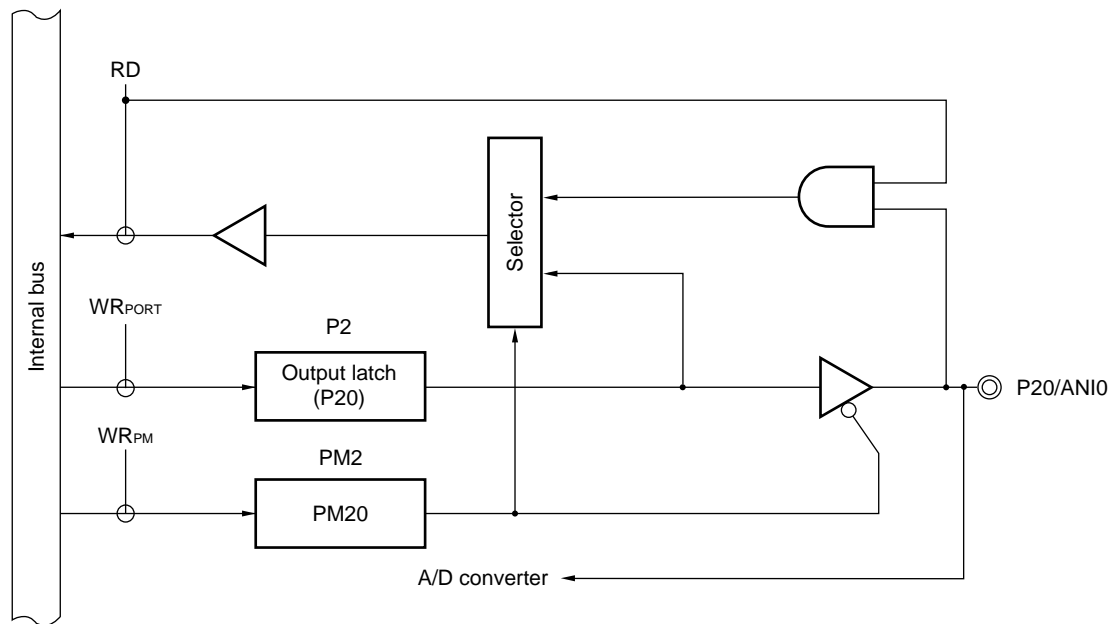 RD
Selector
Internal bus
WRPORT
P2
Output latch
(P20)
P20/ANI0
WRPM
PM2
PM20
A/D converter